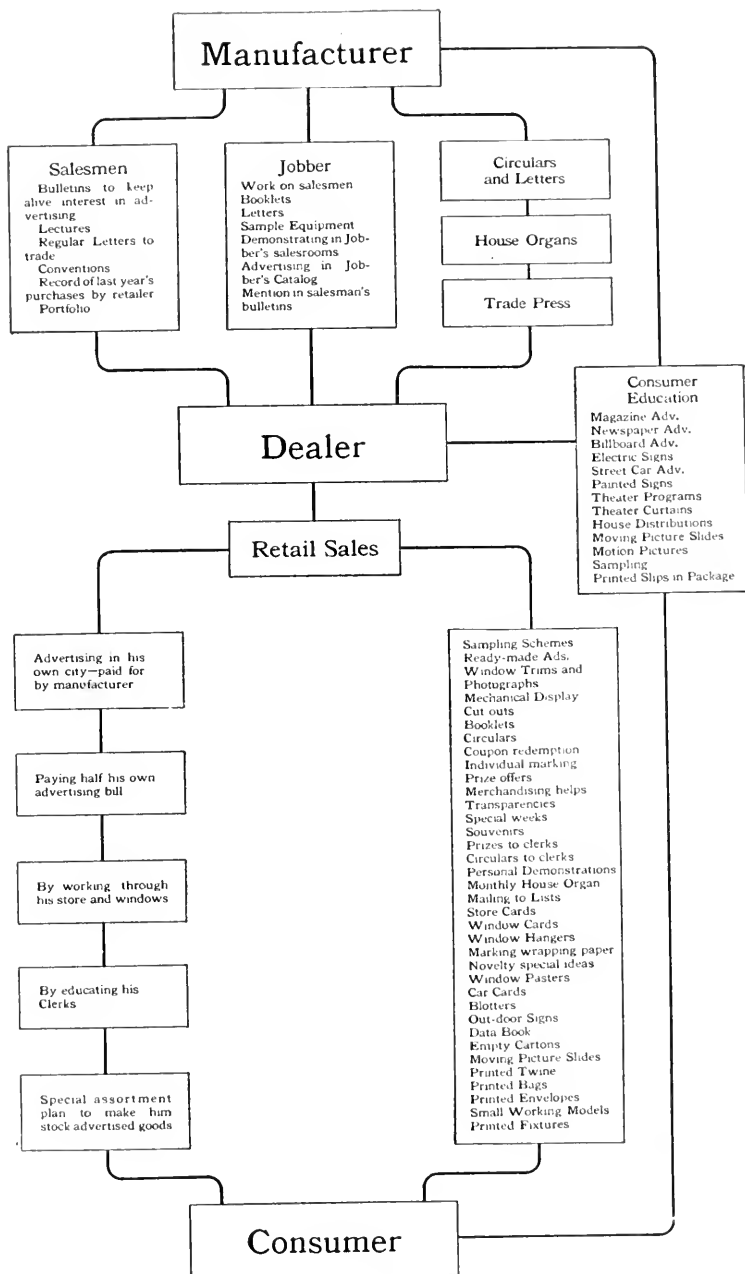 Manufacturer
Salesmen
Bulletins to keep
alive interest in ad-
vertising
Lectures
Regular Letters to
trade
Conventions
Record of last year's
purchases by retailer
Portfolio
Jobber
Work on salesmen
Booklets
Letters
Sample Equipment
Demonstrating in Job-
ber's salesrooms
Advertising in Job-
ber's Catalog
Mention in salesman's
bulletins
Circulars
and Letters
House Organs
Trade Press
Consumer
Education
Magazine Adv.
Newspaper Adv.
Billboard Adv.
Electric Signs
Street Car Adv.
Painted Signs
Theater Programs
Theater Curtains
House Distributions
Moving Picture Slides
Motion Pictures
Sampling
Printed Slips in Package
Dealer
Retail Sales
Advertising in his
own city—paid for
by manufacturer
Paying half his own
advertising bill
By working through
his store and windows
By educating his
Clerks
Special assortment
plan to make him
stock advertised goods
Sampling Schemes
Ready-made Ads.
Window Trims and
Photographs
Mechanical Display
Cut outs
Booklets
Circulars
Coupon redemption
Individual marking
Prize offers
Merchandising helps
Transparencies
Special weeks
Souvenirs
Prizes to clerks
Circulars to clerks
Personal Demonstrations
Monthly House Organ
Mailing to Lists
Store Cards
Window Cards
Window Hangers
Marking wrapping paper
Novelty special ideas
Window Pasters
Car Cards
Blotters
Out-door Signs
Data Book
Empty Cartons
Moving Picture Slides
Printed Twine
Printed Bags
Printed Envelopes
Small Working Models
Printed Fixtures
Consumer